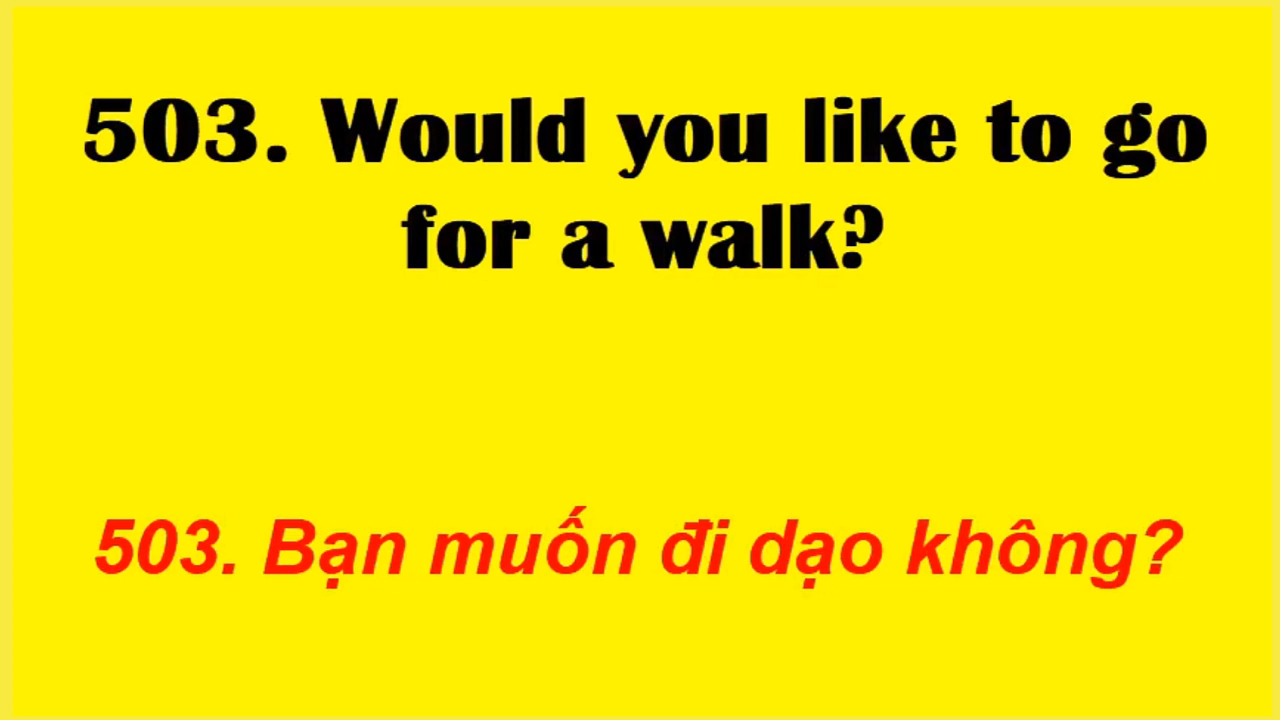 503. Would you like to go
for a walk?
503. Bạn muốn đi dạo không?